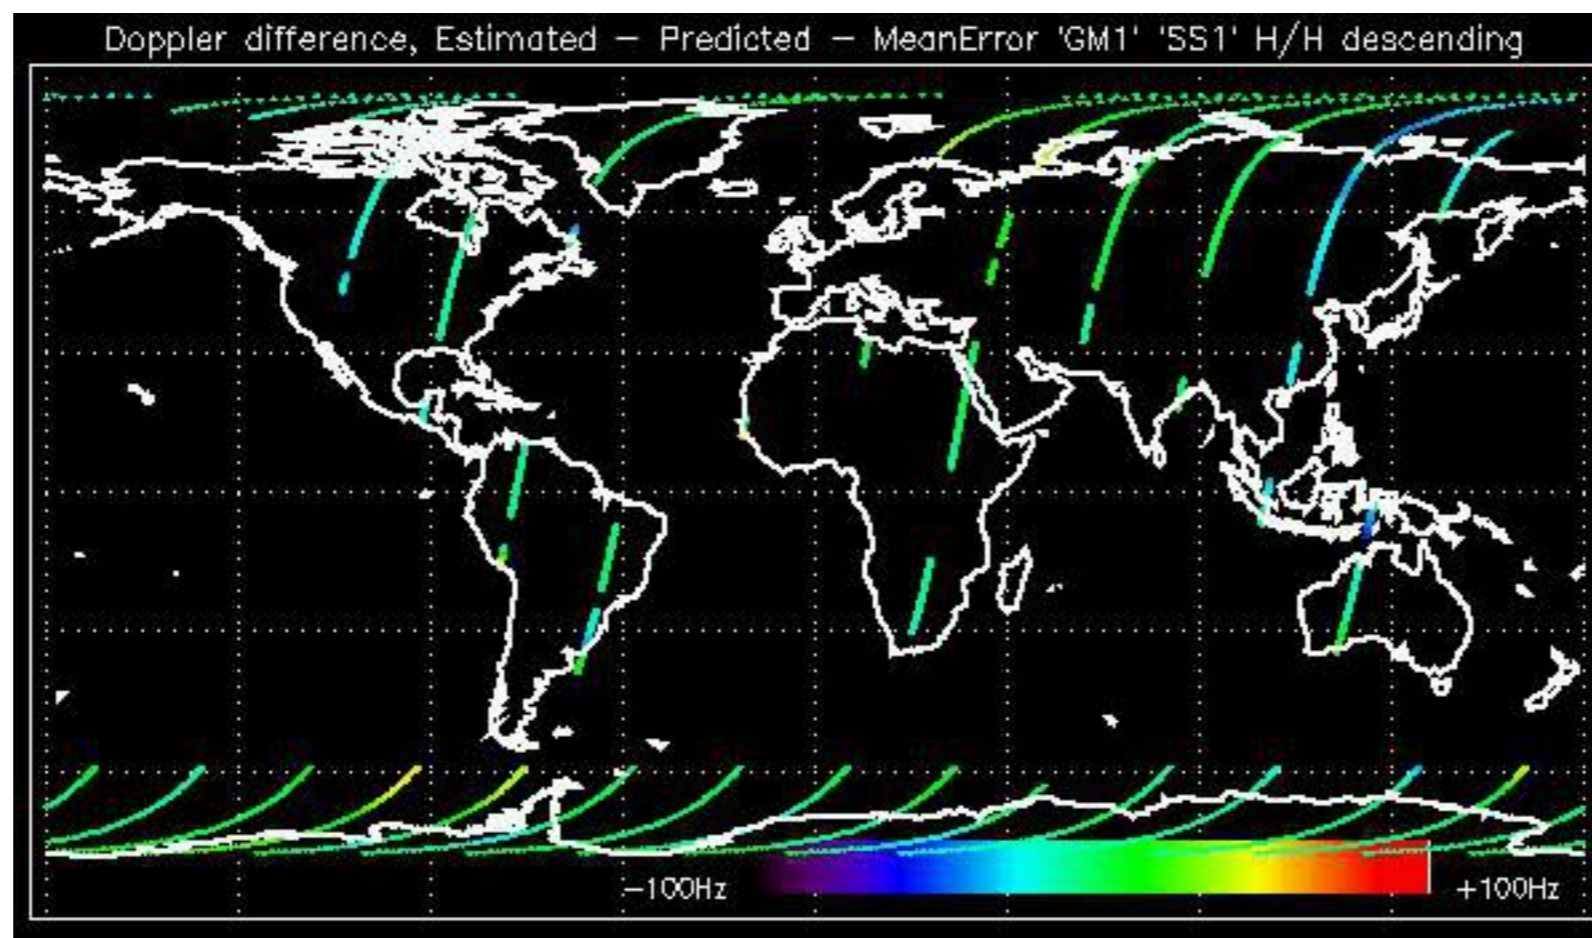 Doppler difference, Estimated – Predicted – MeanError 'GM1' 'SS1' H/H descending
–100Hz
+100Hz